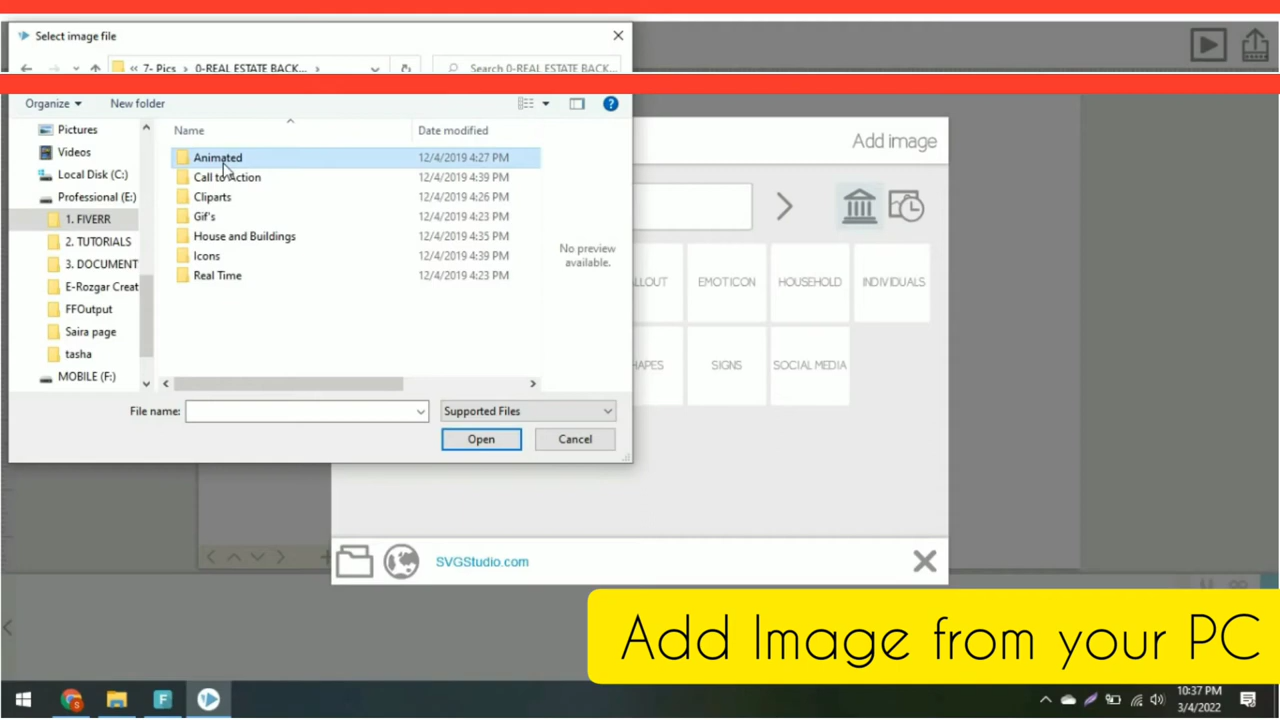 Select image file
« 7- Pics > 0-REAL ESTATE BACK... >
Search 0-REAL ESTATE BACK...
Organize
New folder
Pictures
Videos
Local Disk (C:)
Professional (E:)
1. FIVERR
2. TUTORIALS
3. DOCUMENT
E-Rozgar Creat
FFOutput
Saira page
tasha
MOBILE (F:)
Name
Date modified
Animated
12/4/2019 4:27 PM
Call to Action
12/4/2019 4:39 PM
Cliparts
12/4/2019 4:26 PM
Gif's
12/4/2019 4:23 PM
House and Buildings
12/4/2019 4:35 PM
Icons
12/4/2019 4:39 PM
Real Time
12/4/2019 4:23 PM
No preview
available.
File name:
Supported Files
Open
Cancel
Add image
LLOUT
EMOTICON
HOUSEHOLD
INDIVIDUALS
HAPES
SIGNS
SOCIAL MEDIA
SVGStudio.com
Add Image from your PC
10:37 PM
3/4/2022